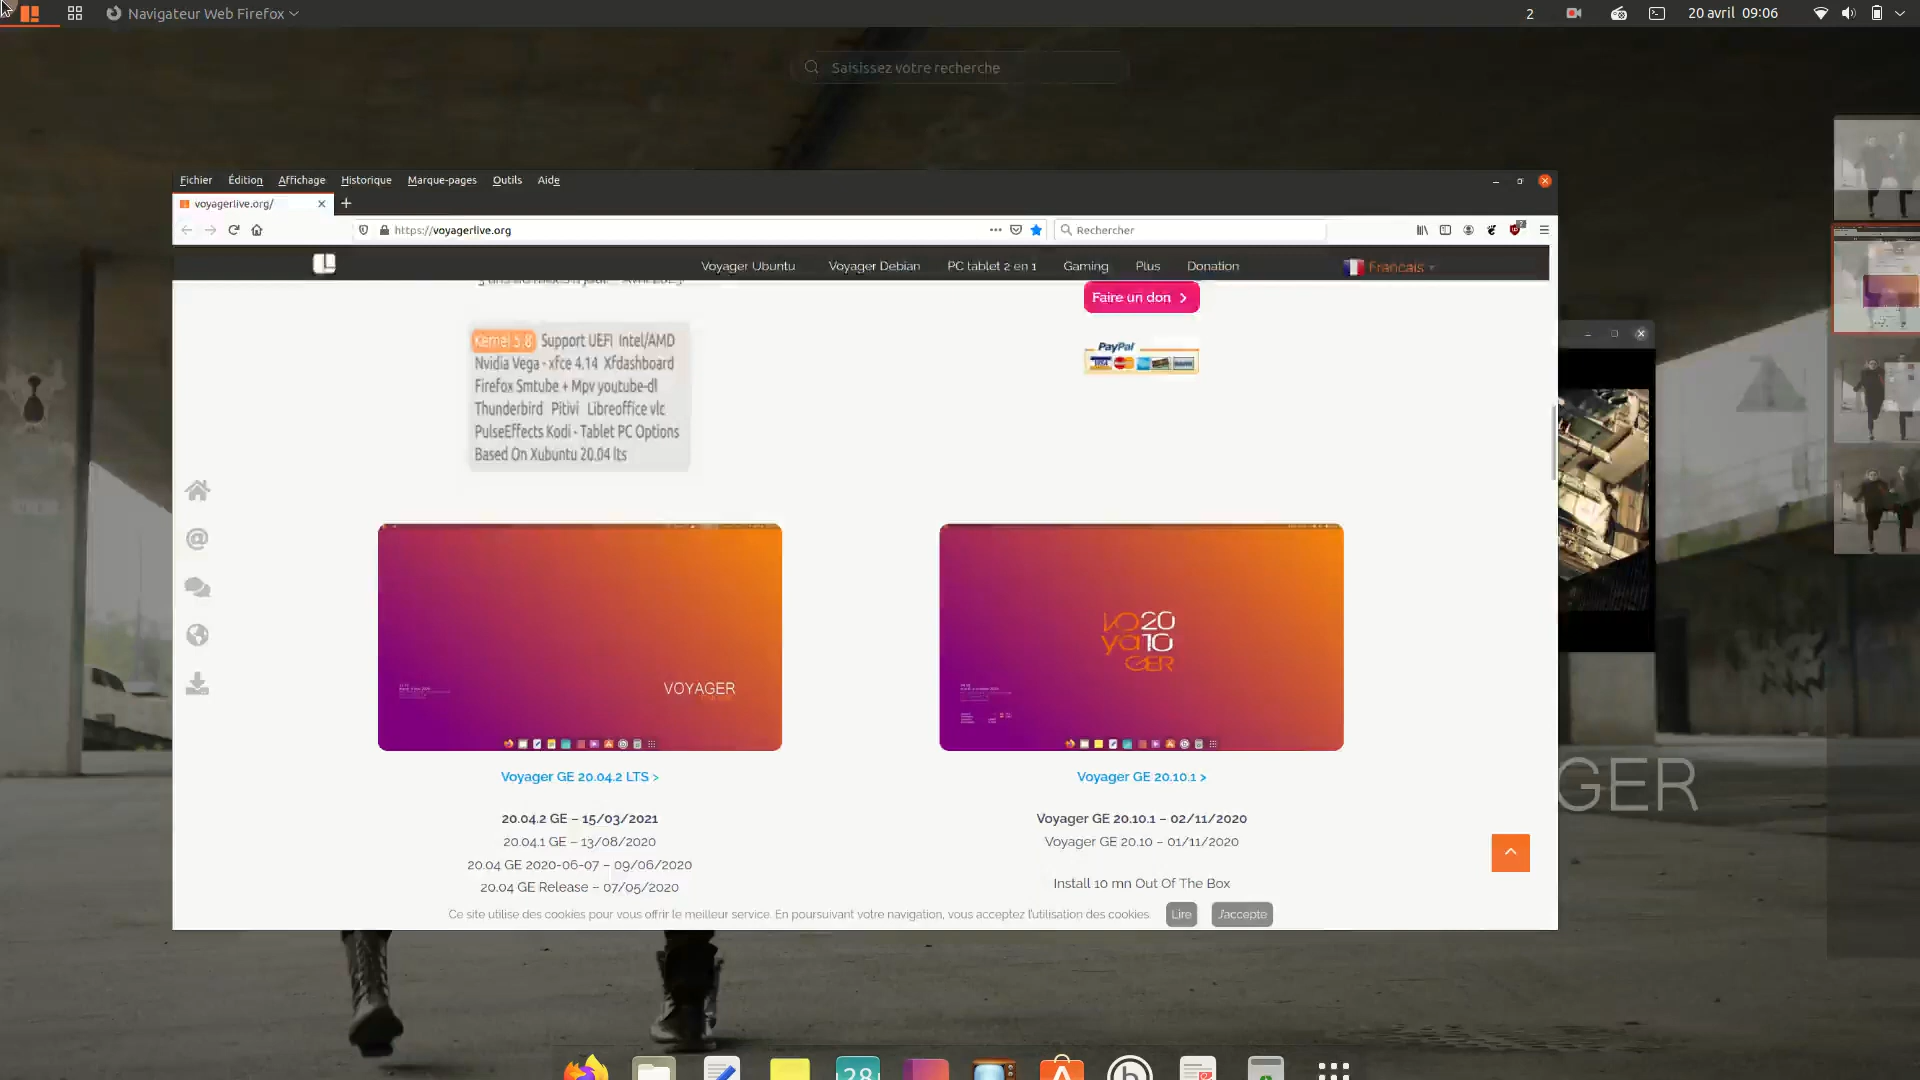 Navigateur Web Firefox
2
20 avril 09:06
Saisissez votre recherche
Fichier Édition Affichage Historique Marque-pages Outils Aide
voyagerlive.org/
https://voyagerlive.org
Rechercher
Voyager Ubuntu Voyager Debian PC tablet 2 en 1 Gaming Plus Donation Francais
Faire un don
Kernel 5.8 Support UEFI Intel/AMD
Nvidia Vega - xfce 4.14 Xfdashboard
Firefox Smtube + Mpv youtube-dl
Thunderbird Pitivi Libreoffice vlc
PulseEffects Kodi - Tablet PC Options
Based On Xubuntu 20.04 lts
PayPal
VOYAGER
VO20
ya10
GER
Voyager GE 20.04.2 LTS >
Voyager GE 20.10.1 >
20.04.2 GE – 15/03/2021
20.04.1 GE – 13/08/2020
20.04 GE 2020-06-07 – 09/06/2020
20.04 GE Release – 07/05/2020
Voyager GE 20.10.1 – 02/11/2020
Voyager GE 20.10 – 01/11/2020
Install 10 mn Out Of The Box
Ce site utilise des cookies pour vous offrir le meilleur service. En poursuivant votre navigation, vous acceptez l'utilisation des cookies.
Lire
J'accepte
GER
28